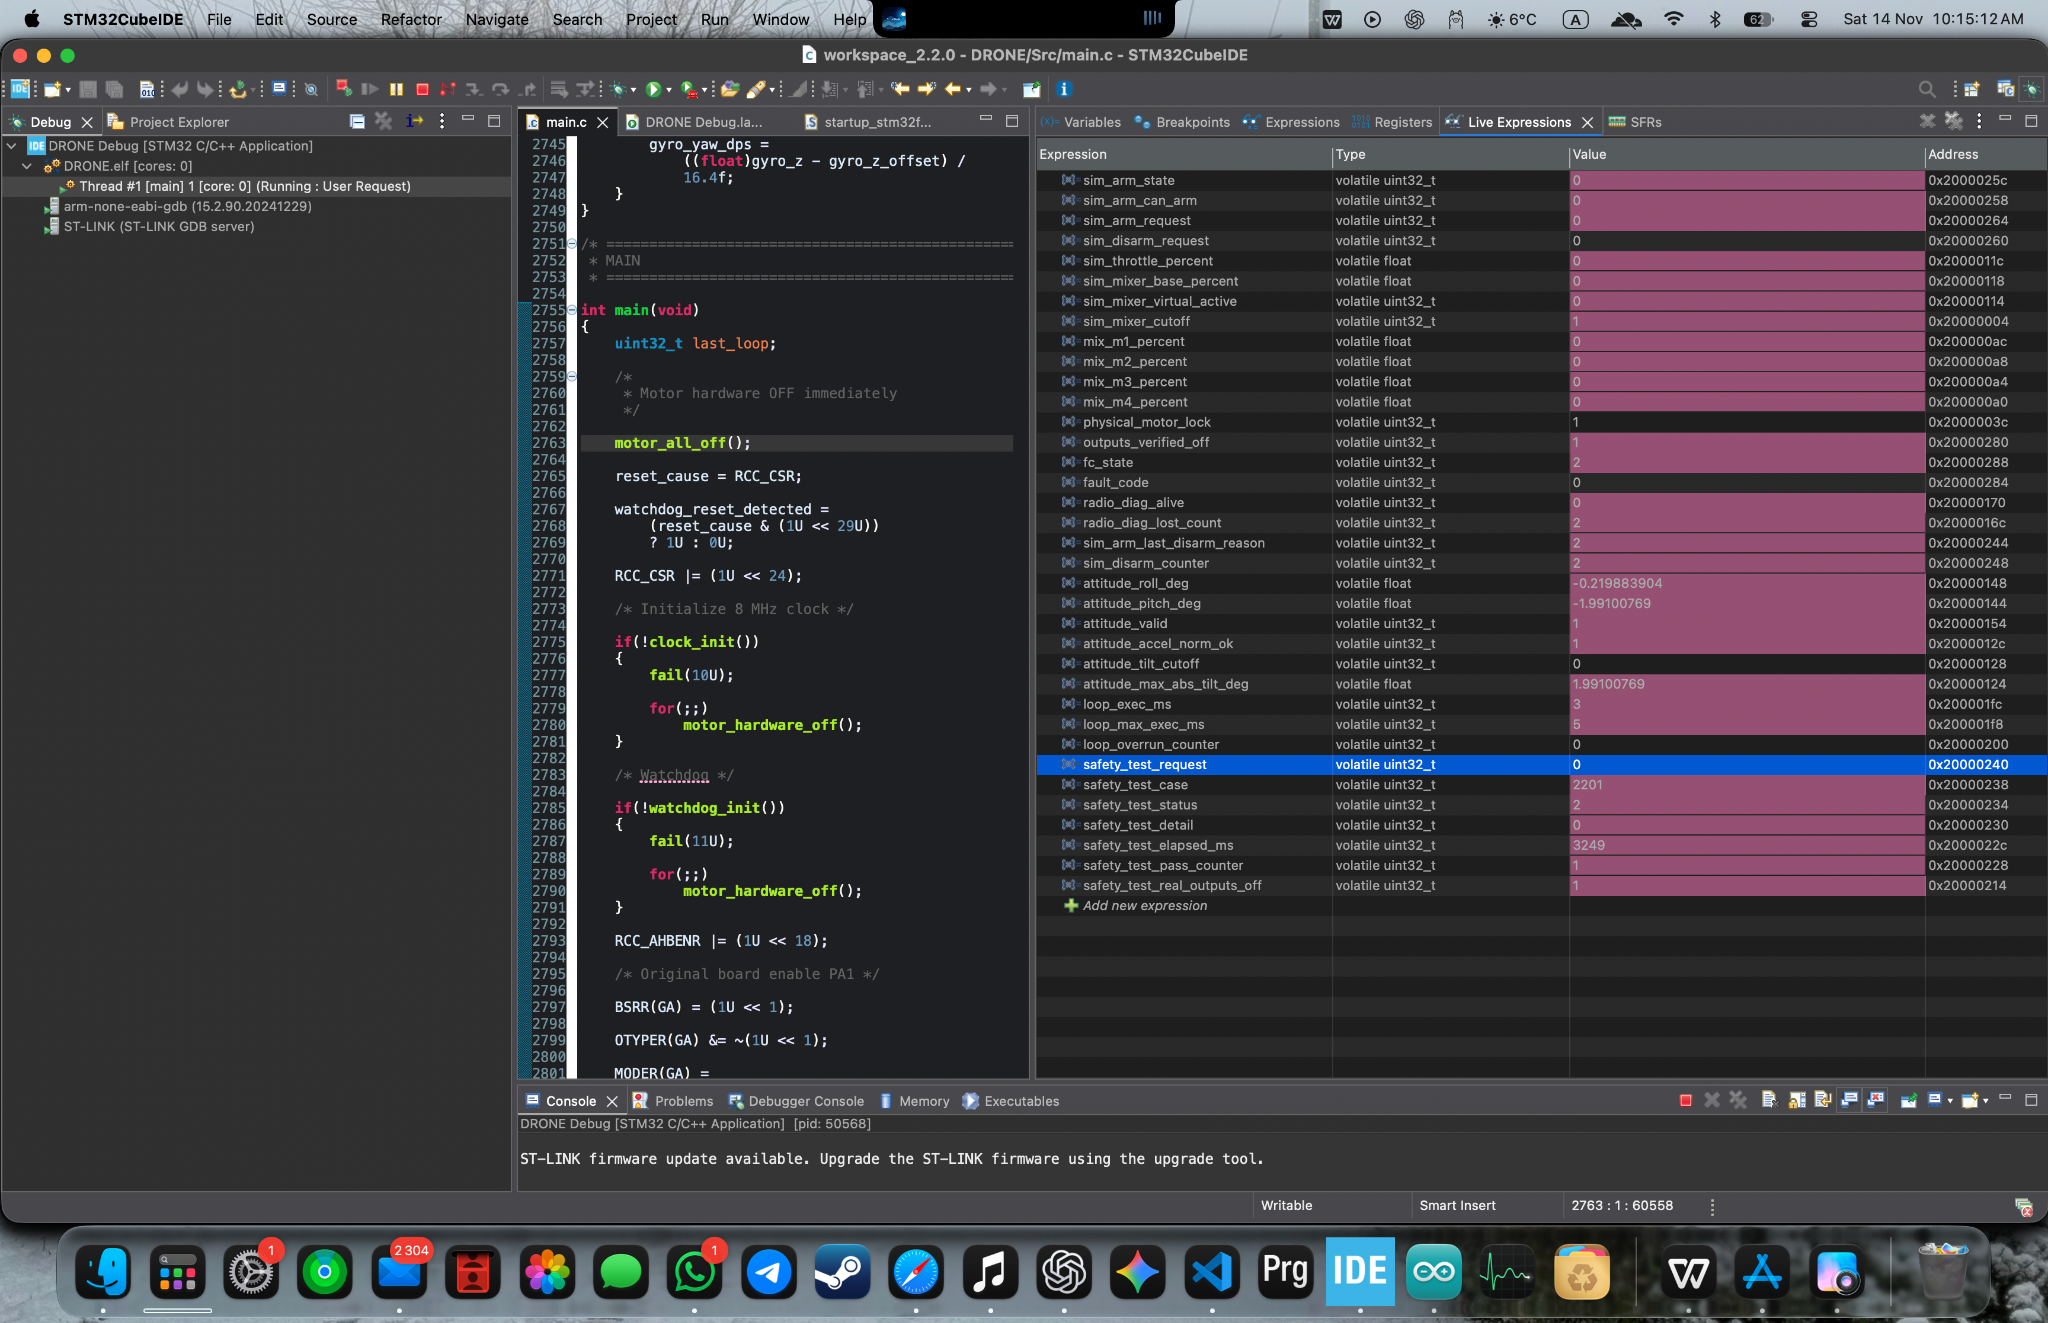 STM32CubeIDE File Edit Source Refactor Navigate Search Project Run Window Help 6°C A 62 Sat 14 Nov 10:15:12 AM
workspace_2.2.0 - DRONE/Src/main.c - STM32CubeIDE
Debug Project Explorer
IDE DRONE Debug [STM32 C/C++ Application]
DRONE.elf [cores: 0]
Thread #1 [main] 1 [core: 0] (Running : User Request)
arm-none-eabi-gdb (15.2.90.20241229)
ST-LINK (ST-LINK GDB server)
main.c DRONE Debug.la... startup_stm32f...
2745 gyro_yaw_dps =
2746 ((float)gyro_z - gyro_z_offset) /
2747 16.4f;
2748 }
2749 }
2750
2751 /* ================================================
2752 * MAIN
2753 * ================================================
2754
2755 int main(void)
2756 {
2757 uint32_t last_loop;
2758
2759 /*
2760 * Motor hardware OFF immediately
2761 */
2762
2763 motor_all_off();
2764
2765 reset_cause = RCC_CSR;
2766
2767 watchdog_reset_detected =
2768 (reset_cause & (1U << 29U))
2769 ? 1U : 0U;
2770
2771 RCC_CSR |= (1U << 24);
2772
2773 /* Initialize 8 MHz clock */
2774
2775 if(!clock_init())
2776 {
2777 fail(10U);
2778
2779 for(;;)
2780 motor_hardware_off();
2781 }
2782
2783 /* Watchdog */
2784
2785 if(!watchdog_init())
2786 {
2787 fail(11U);
2788
2789 for(;;)
2790 motor_hardware_off();
2791 }
2792
2793 RCC_AHBENR |= (1U << 18);
2794
2795 /* Original board enable PA1 */
2796
2797 BSRR(GA) = (1U << 1);
2798
2799 OTYPER(GA) &= ~(1U << 1);
2800
2801 MODER(GA) =
Variables Breakpoints Expressions Registers Live Expressions SFRs
Expression Type Value Address
sim_arm_state volatile uint32_t 0 0x2000025c
sim_arm_can_arm volatile uint32_t 0 0x20000258
sim_arm_request volatile uint32_t 0 0x20000264
sim_disarm_request volatile uint32_t 0 0x20000260
sim_throttle_percent volatile float 0 0x2000011c
sim_mixer_base_percent volatile float 0 0x20000118
sim_mixer_virtual_active volatile uint32_t 0 0x20000114
sim_mixer_cutoff volatile uint32_t 1 0x20000004
mix_m1_percent volatile float 0 0x200000ac
mix_m2_percent volatile float 0 0x200000a8
mix_m3_percent volatile float 0 0x200000a4
mix_m4_percent volatile float 0 0x200000a0
physical_motor_lock volatile uint32_t 1 0x2000003c
outputs_verified_off volatile uint32_t 1 0x20000280
fc_state volatile uint32_t 2 0x20000288
fault_code volatile uint32_t 0 0x20000284
radio_diag_alive volatile uint32_t 0 0x20000170
radio_diag_lost_count volatile uint32_t 2 0x2000016c
sim_arm_last_disarm_reason volatile uint32_t 2 0x20000244
sim_disarm_counter volatile uint32_t 2 0x20000248
attitude_roll_deg volatile float -0.219883904 0x20000148
attitude_pitch_deg volatile float -1.99100769 0x20000144
attitude_valid volatile uint32_t 1 0x20000154
attitude_accel_norm_ok volatile uint32_t 1 0x2000012c
attitude_tilt_cutoff volatile uint32_t 0 0x20000128
attitude_max_abs_tilt_deg volatile float 1.99100769 0x20000124
loop_exec_ms volatile uint32_t 3 0x200001fc
loop_max_exec_ms volatile uint32_t 5 0x200001f8
loop_overrun_counter volatile uint32_t 0 0x20000200
safety_test_request volatile uint32_t 0 0x20000240
safety_test_case volatile uint32_t 2201 0x20000238
safety_test_status volatile uint32_t 2 0x20000234
safety_test_detail volatile uint32_t 0 0x20000230
safety_test_elapsed_ms volatile uint32_t 3249 0x2000022c
safety_test_pass_counter volatile uint32_t 1 0x20000228
safety_test_real_outputs_off volatile uint32_t 1 0x20000214
Add new expression
Console Problems Debugger Console Memory Executables
DRONE Debug [STM32 C/C++ Application] [pid: 50568]
ST-LINK firmware update available. Upgrade the ST-LINK firmware using the upgrade tool.
Writable Smart Insert 2763 : 1 : 60558
1 2 304 1 Prg IDE